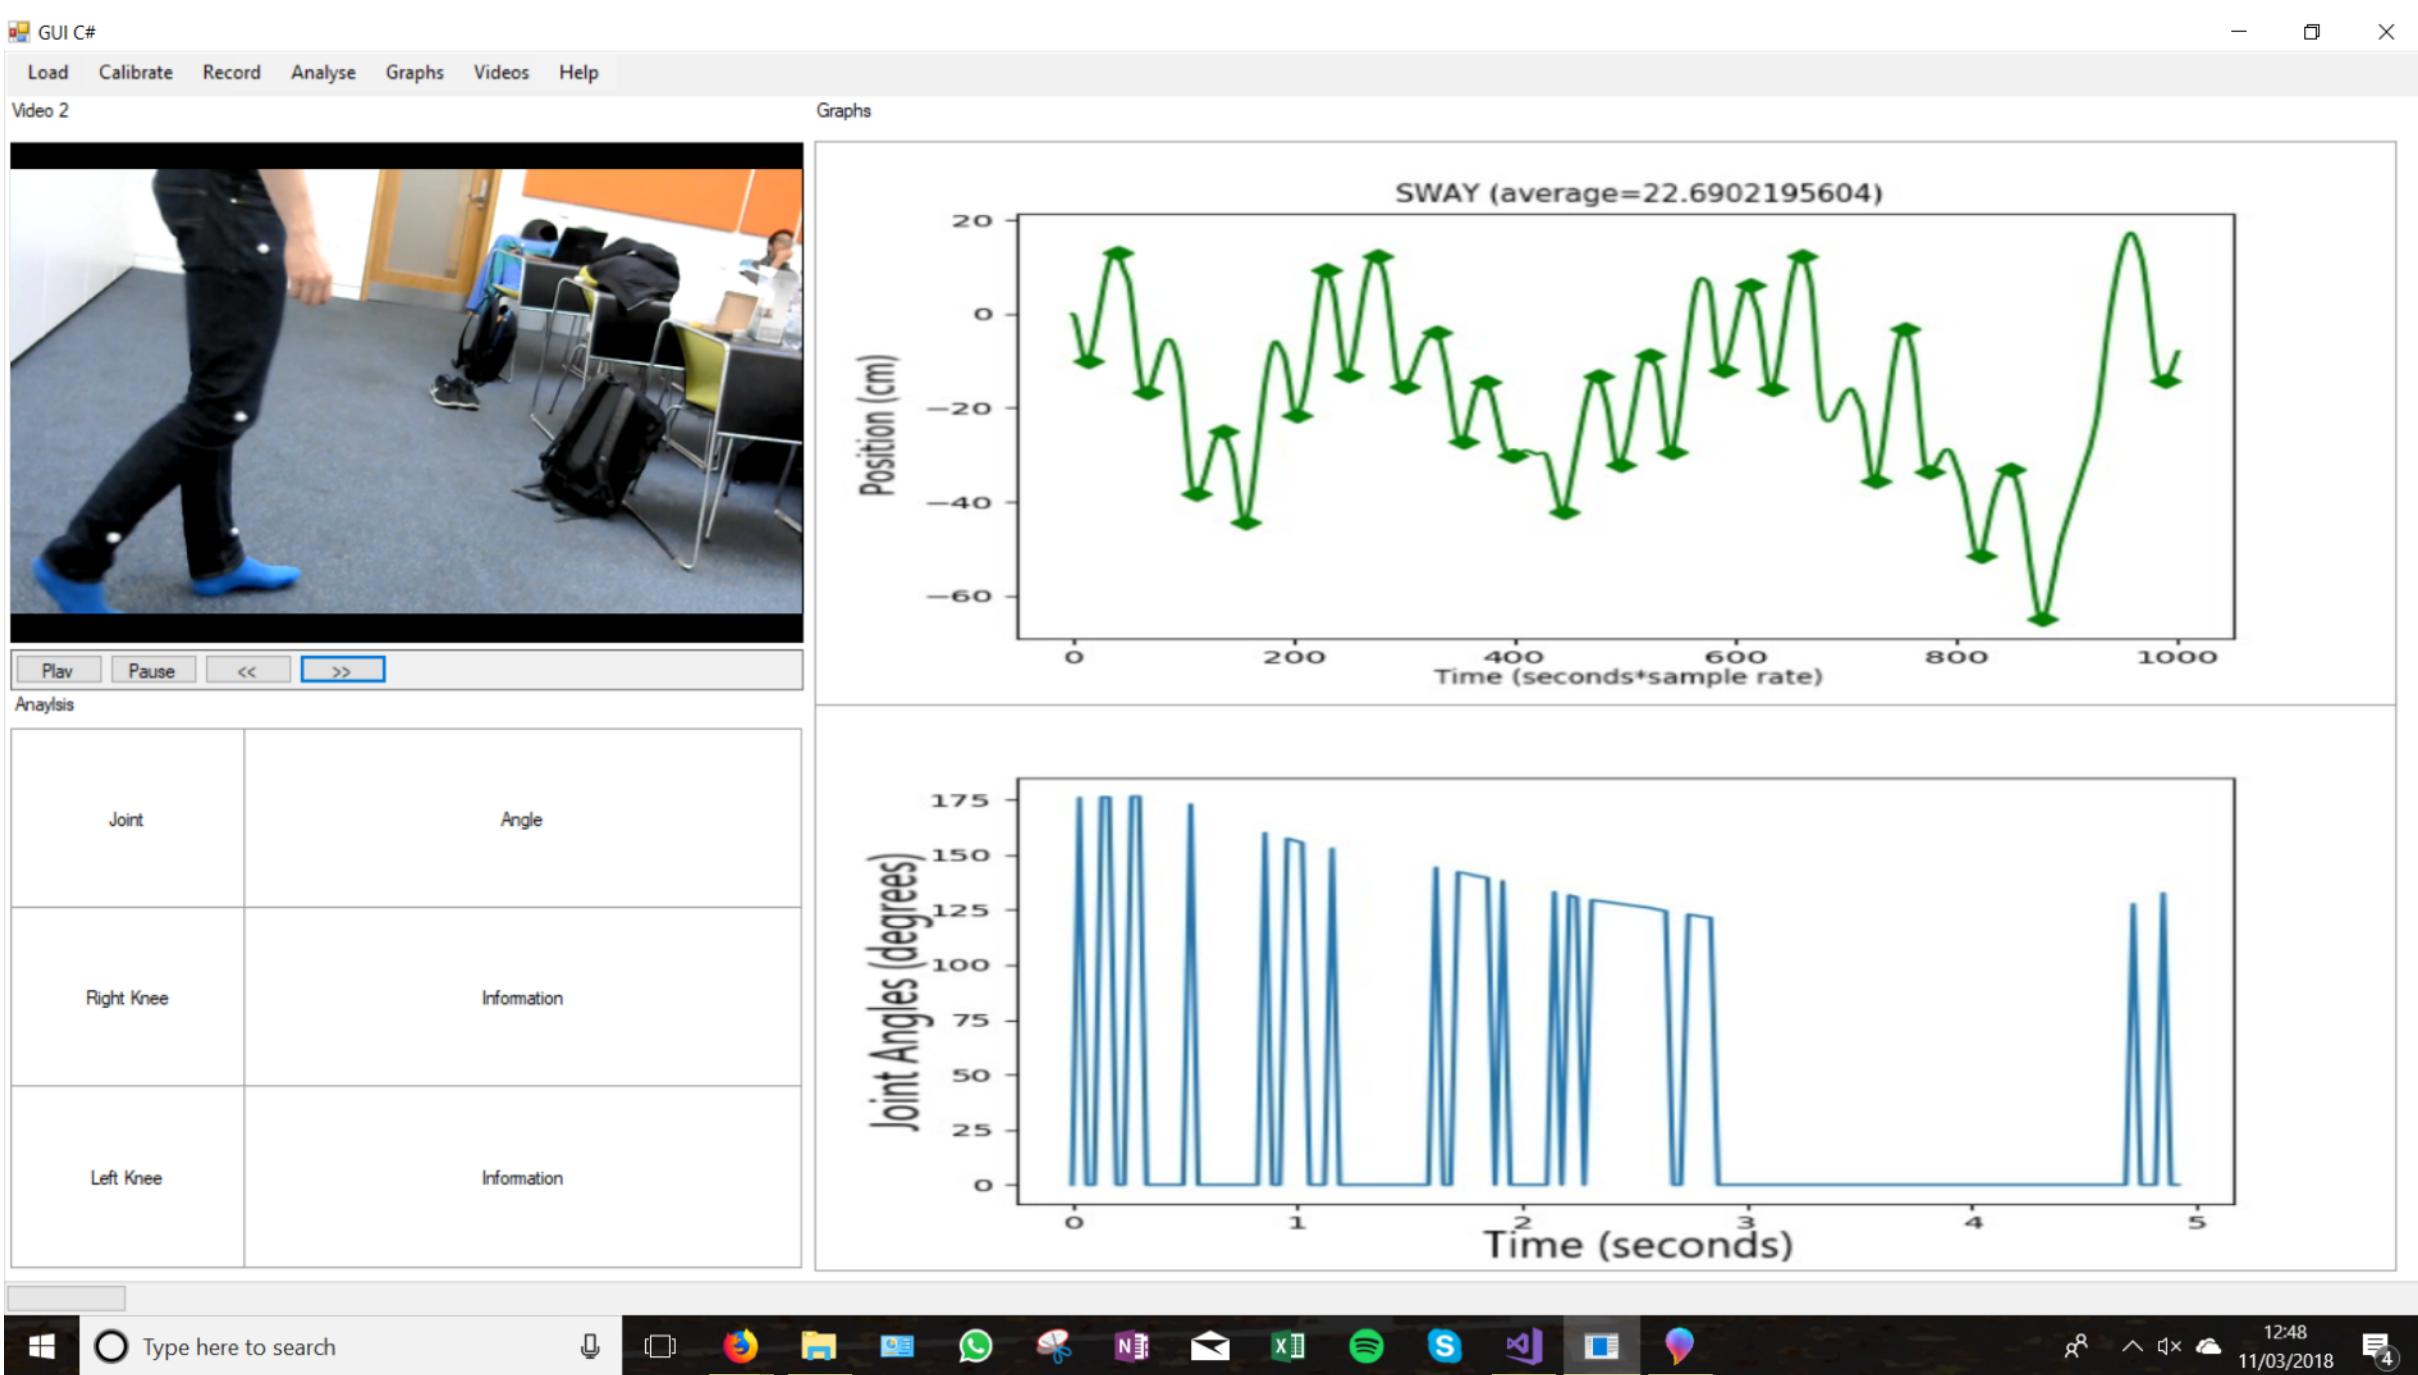 GUI C#
Load Calibrate Record Analyse Graphs Videos Help
Video 2
Graphs
SWAY (average=22.6902195604)
20
0
−20
−40
−60
Position (cm)
0 200 400 600 800 1000
Time (seconds*sample rate)
Play Pause << >>
Anaylsis
Joint Angle
Right Knee Information
Left Knee Information
175
150
125
100
75
50
25
0
Joint Angles (degrees)
0 1 2 3 4 5
Time (seconds)
Type here to search
12:48
11/03/2018
4